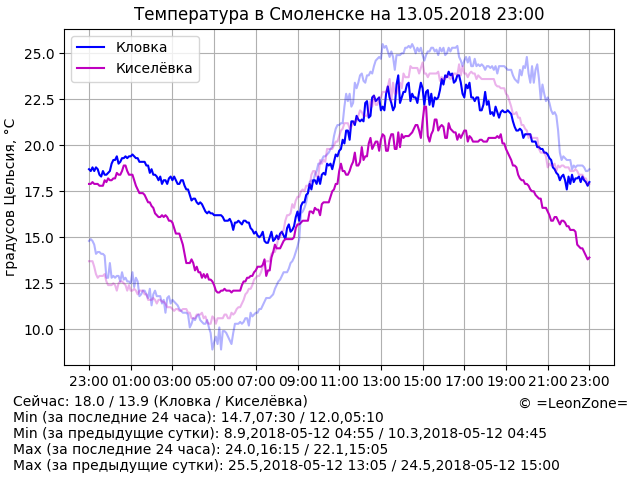 Температура в Смоленске на 13.05.2018 23:00
градусов Цельсия, °C
Кловка
Киселёвка
25.0
22.5
20.0
17.5
15.0
12.5
10.0
23:00 01:00 03:00 05:00 07:00 09:00 11:00 13:00 15:00 17:00 19:00 21:00 23:00
Сейчас: 18.0 / 13.9 (Кловка / Киселёвка)
© =LeonZone=
Min (за последние 24 часа): 14.7,07:30 / 12.0,05:10
Min (за предыдущие сутки): 8.9,2018-05-12 04:55 / 10.3,2018-05-12 04:45
Max (за последние 24 часа): 24.0,16:15 / 22.1,15:05
Max (за предыдущие сутки): 25.5,2018-05-12 13:05 / 24.5,2018-05-12 15:00